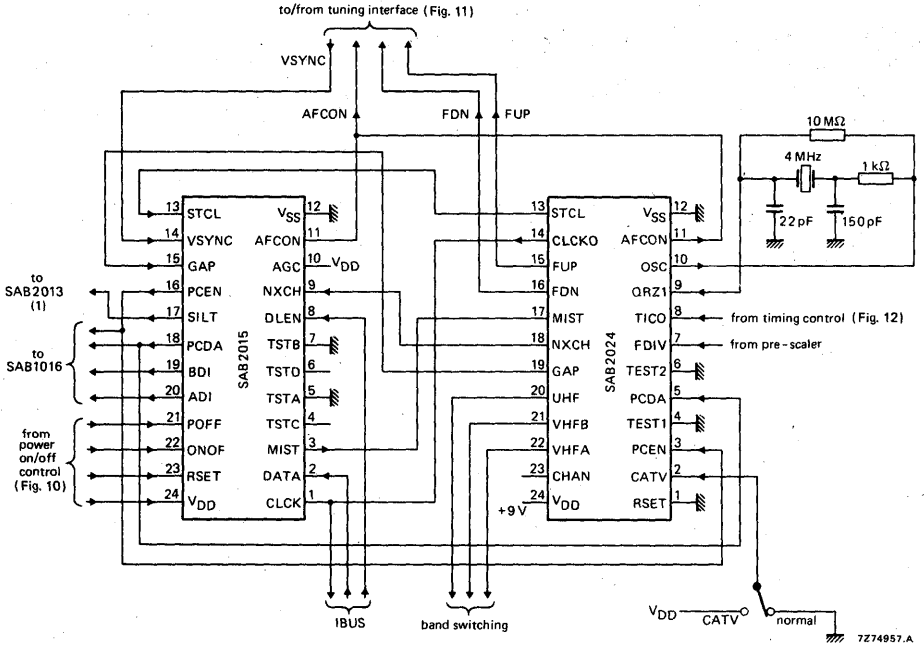 to/from tuning interface (Fig. 11)
VSYNC
AFCON
FDN
FUP
10 MΩ
4 MHz
1 kΩ
22 pF
150 pF
13 STCL
14 VSYNC
15 GAP
16 PCEN
17 SILT
18 PCDA
19 BDI
20 ADI
21 POFF
22 ONOF
23 RSET
24 VDD
SAB2015
VSS 12
AFCON 11
AGC 10 VDD
NXCH 9
DLEN 8
TSTB 7
TSTD 6
TSTA 5
TSTC 4
MIST 3
DATA 2
CLCK 1
to
SAB2013
(1)
to
SAB1016
from
power
on/off
control
(Fig. 10)
13 STCL
14 CLCKO
15 FUP
16 FDN
17 MIST
18 NXCH
19 GAP
20 UHF
21 VHFB
22 VHFA
23 CHAN
24 VDD
+9 V
SAB2024
VSS 12
AFCON 11
OSC 10
QRZ1 9
TICO 8 from timing control (Fig. 12)
FDIV 7 from pre-scaler
TEST2 6
PCDA 5
TEST1 4
PCEN 3
CATV 2
RSET 1
IBUS
band switching
VDD
CATV
normal
7Z74957.A